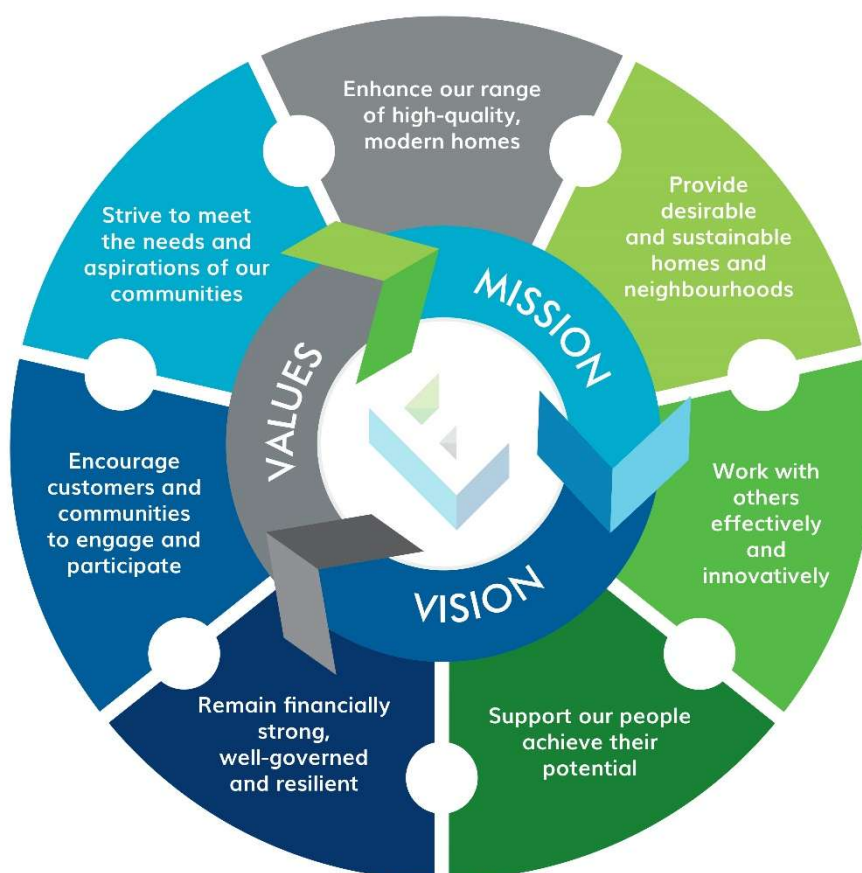 Enhance our range
of high-quality,
modern homes
Provide
desirable
and sustainable
homes and
neighbourhoods
Work with
others
effectively
and
innovatively
Support our people
achieve their
potential
Remain financially
strong,
well-governed
and resilient
Encourage
customers and
communities
to engage and
participate
Strive to meet
the needs and
aspirations of our
communities
MISSION
VISION
VALUES